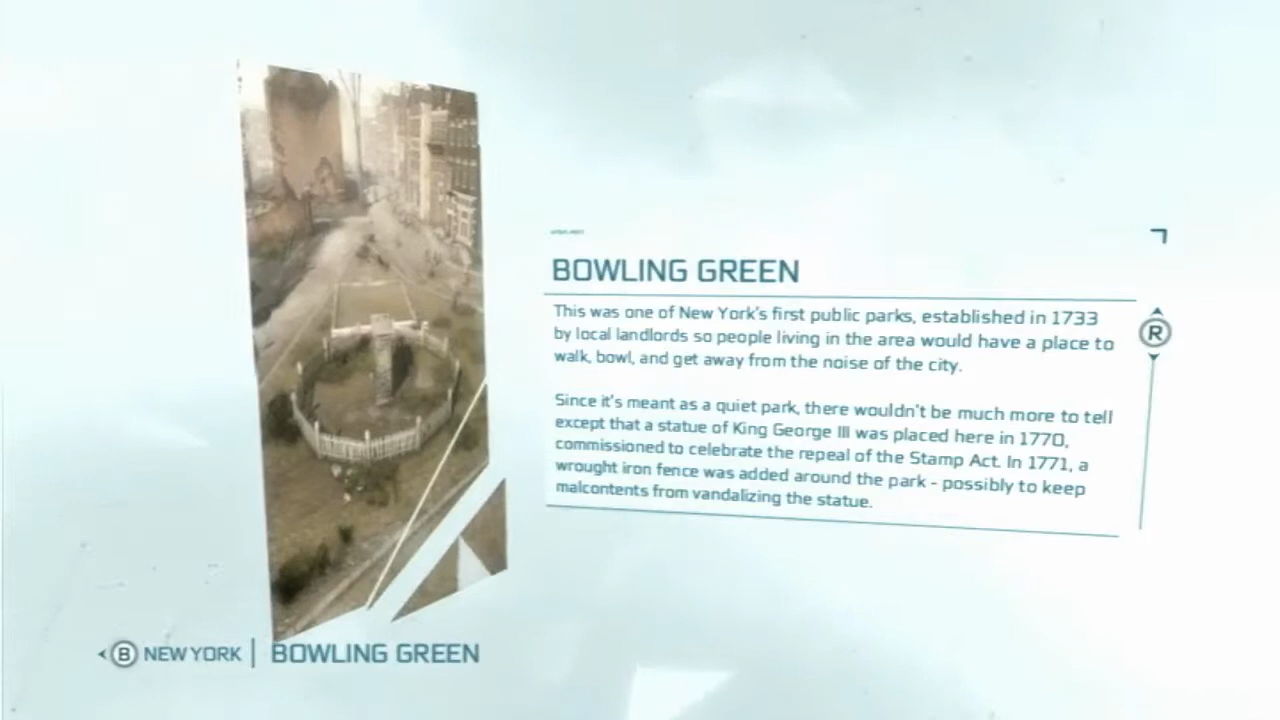 BOWLING GREEN
This was one of New York's first public parks, established in 1733
by local landlords so people living in the area would have a place to
walk, bowl, and get away from the noise of the city.
Since it's meant as a quiet park, there wouldn't be much more to tell
except that a statue of King George III was placed here in 1770,
commissioned to celebrate the repeal of the Stamp Act. In 1771, a
wrought iron fence was added around the park - possibly to keep
malcontents from vandalizing the statue.
R
B NEW YORK | BOWLING GREEN